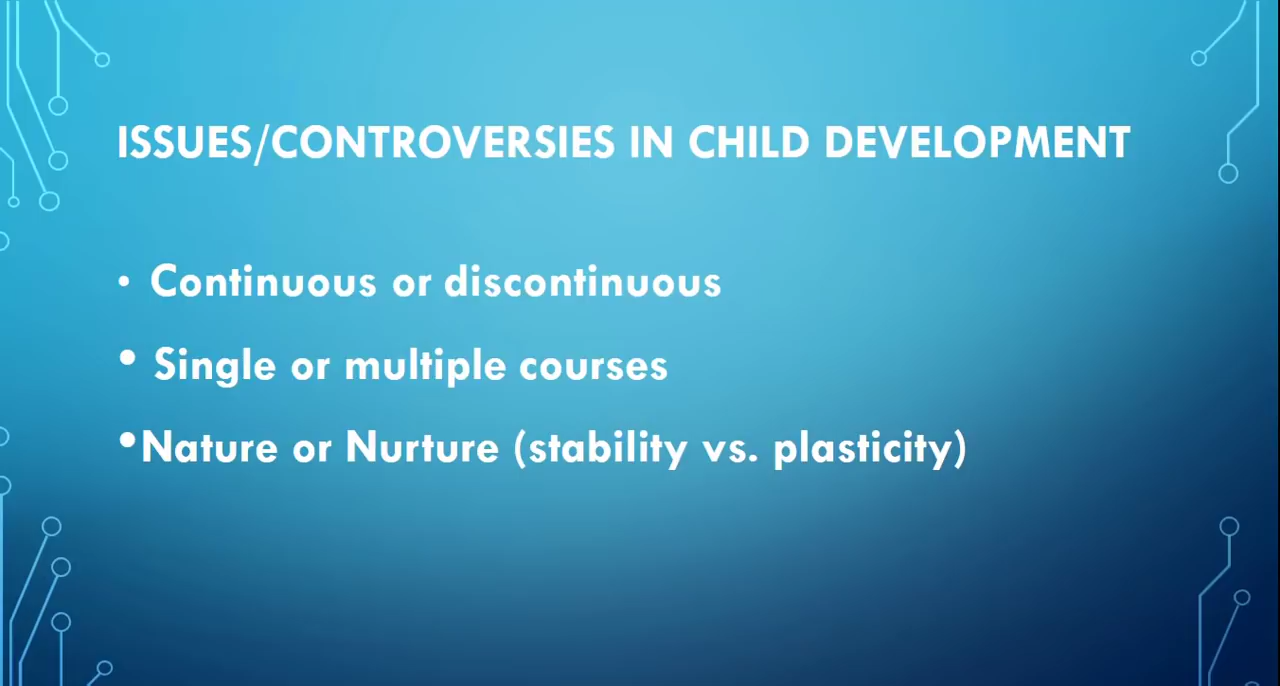 ISSUES/CONTROVERSIES IN CHILD DEVELOPMENT
• Continuous or discontinuous
• Single or multiple courses
•Nature or Nurture (stability vs. plasticity)